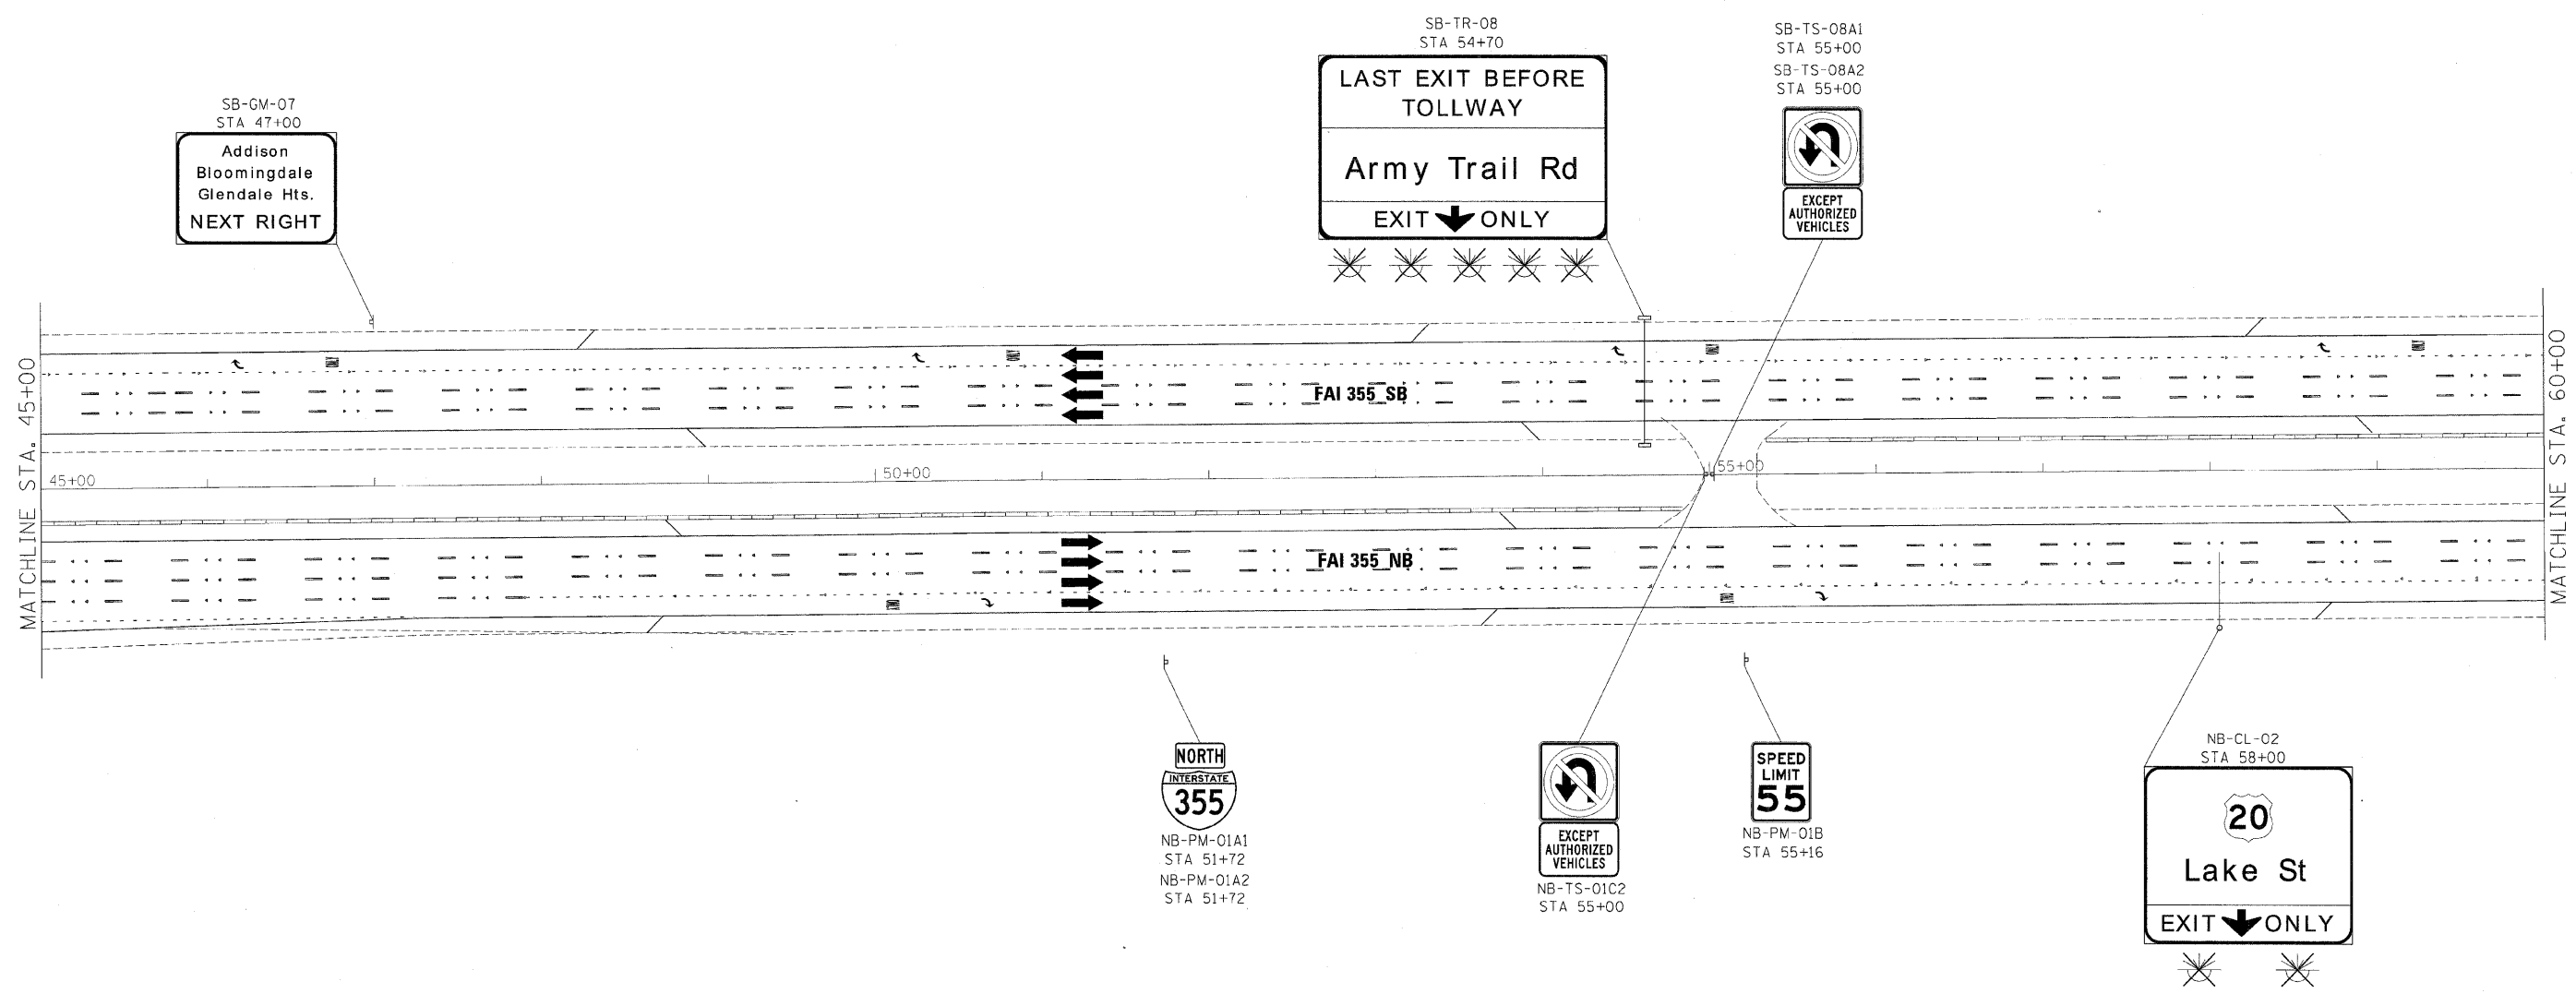 SB-TR-08
STA 54+70
LAST EXIT BEFORE
TOLLWAY
Army Trail Rd
EXIT ONLY
SB-TS-08A1
STA 55+00
SB-TS-08A2
STA 55+00
EXCEPT
AUTHORIZED
VEHICLES
SB-GM-07
STA 47+00
Addison
Bloomingdale
Glendale Hts.
NEXT RIGHT
MATCHLINE STA. 45+00
FAI 355_SB
45+00
50+00
55+00
FAI 355_NB
MATCHLINE STA. 60+00
NORTH
INTERSTATE
355
NB-PM-01A1
STA 51+72
NB-PM-01A2
STA 51+72
EXCEPT
AUTHORIZED
VEHICLES
NB-TS-01C2
STA 55+00
SPEED
LIMIT
55
NB-PM-01B
STA 55+16
NB-CL-02
STA 58+00
20
Lake St
EXIT ONLY